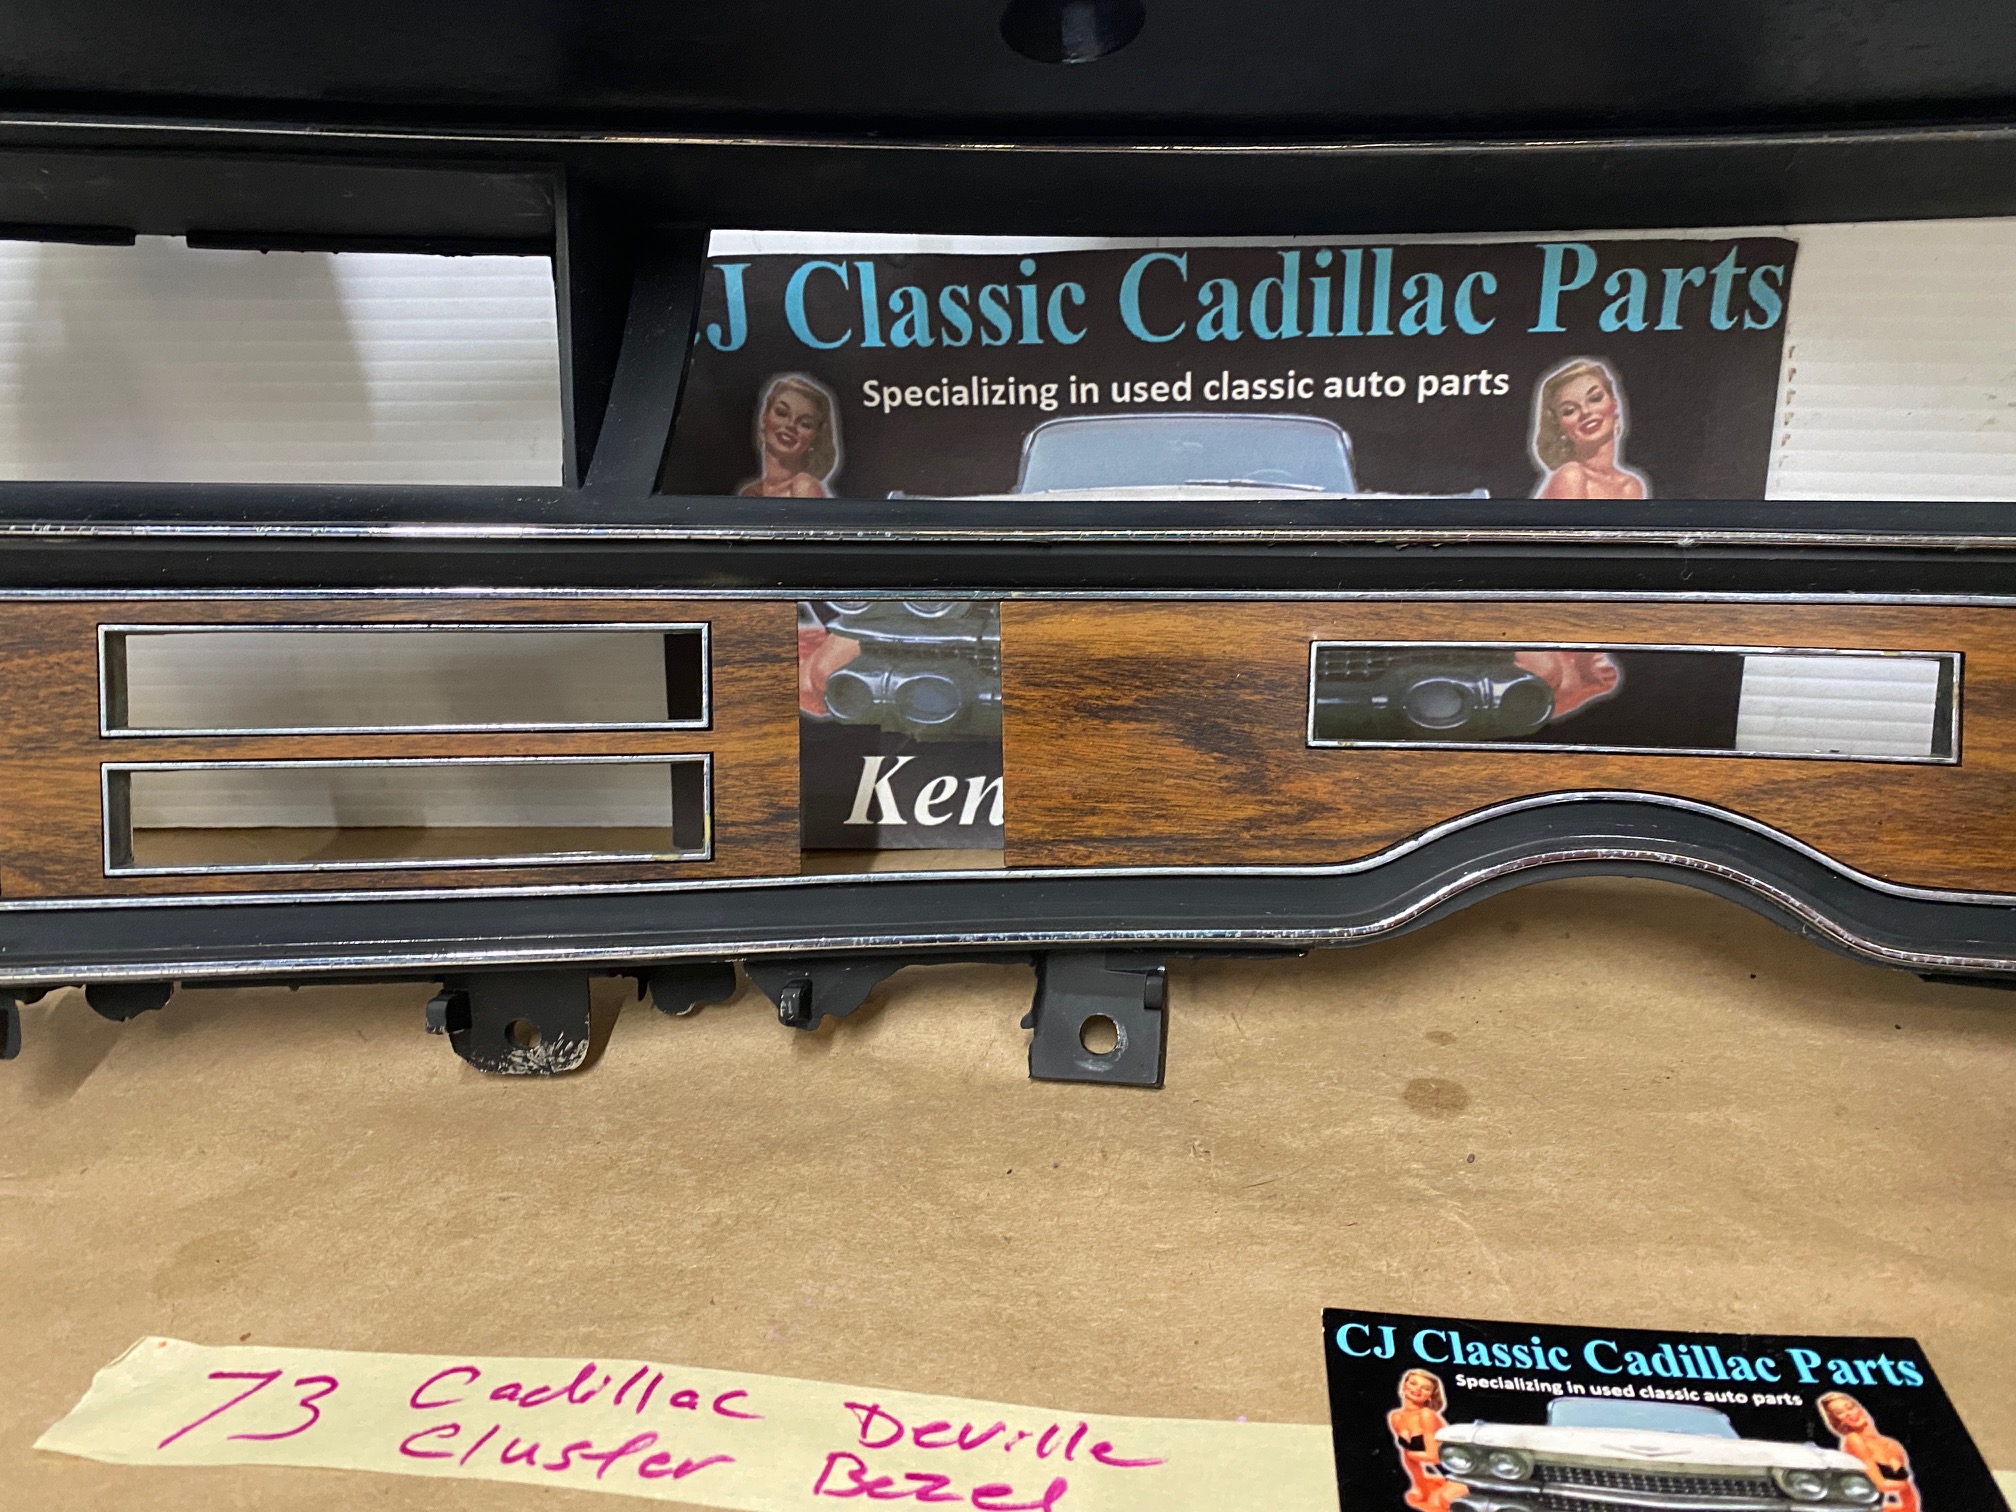 J Classic Cadillac Parts
Specializing in used classic auto parts
Ken
73 Cadillac Deville
Cluster Bezel
CJ Classic Cadillac Parts
Specializing in used classic auto parts